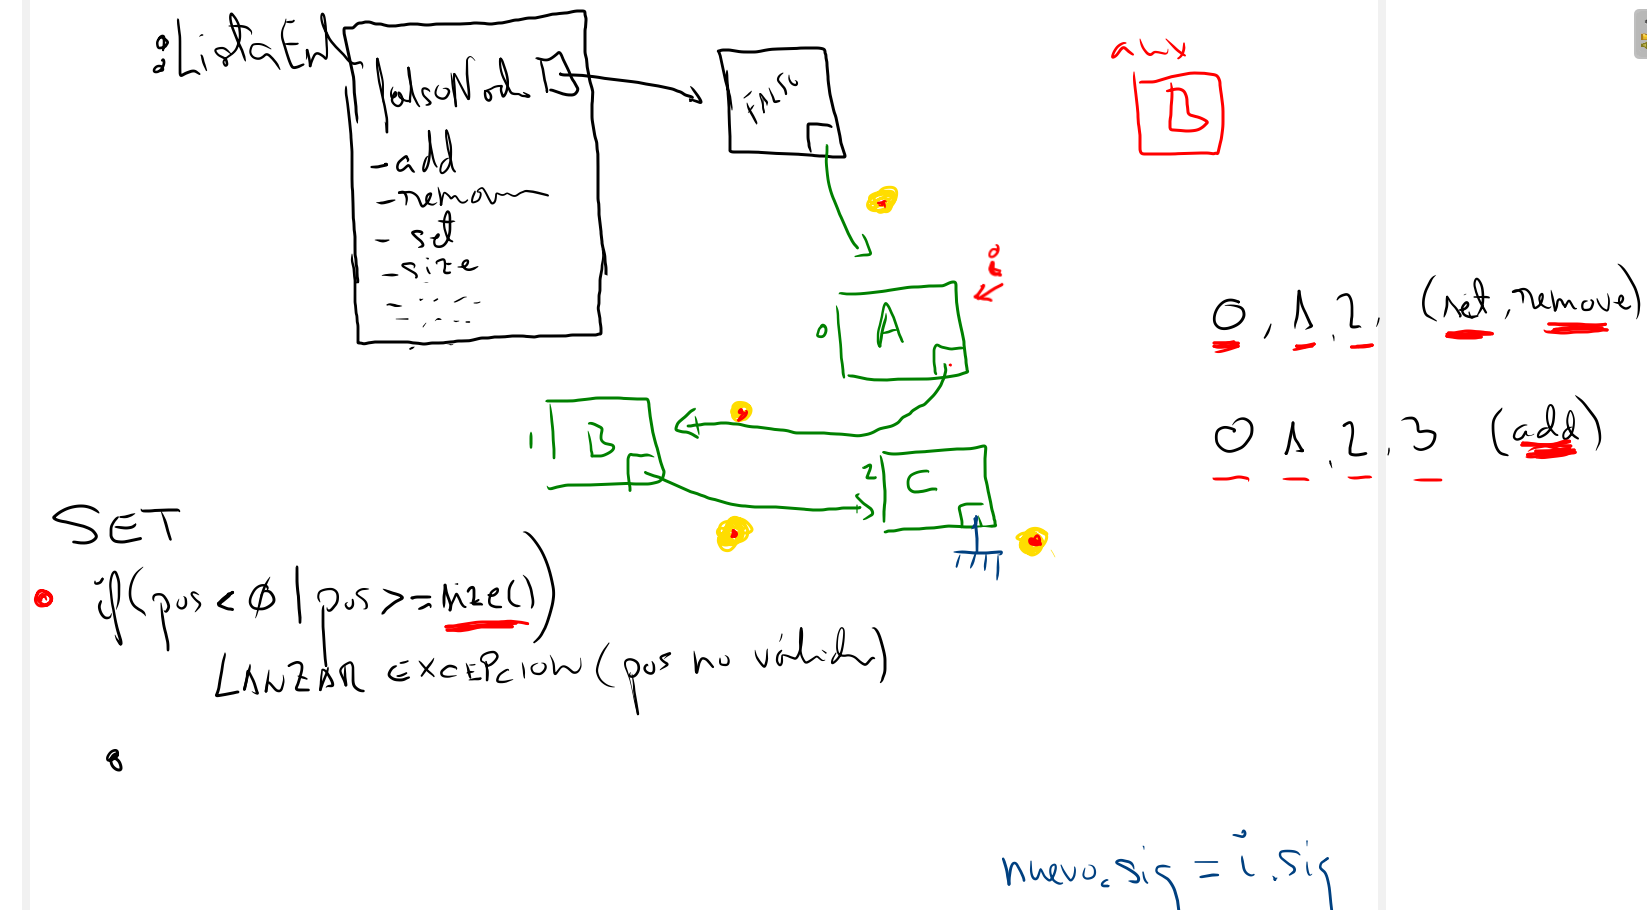 :ListaEnl
falsoNodo
- add
- remove
- set
- size
FALSO
aux
B
i
0
A
1
B
2
C
0, 1, 2, (set, remove)
0 1, 2, 3 (add)
SET
if(pos < 0 | pos >= size())
LANZAR EXCEPCION (pos no válida)
nuevo.sig = i.sig